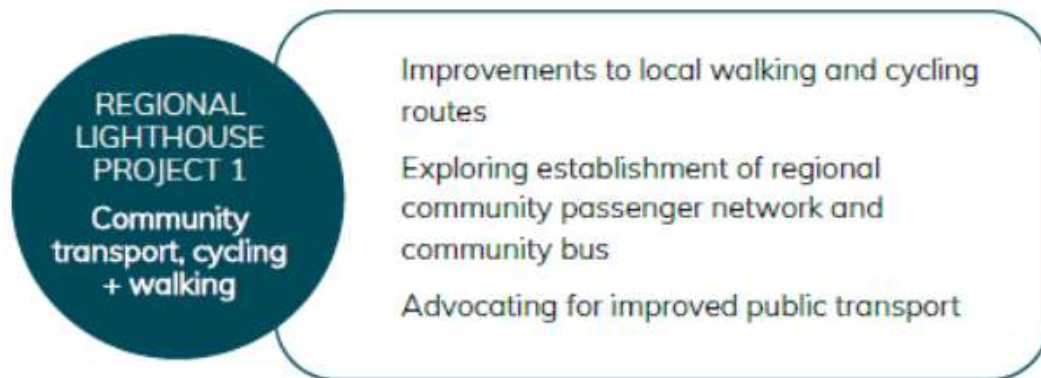 REGIONAL
LIGHTHOUSE
PROJECT 1
Community
transport, cycling
+ walking
Improvements to local walking and cycling
routes
Exploring establishment of regional
community passenger network and
community bus
Advocating for improved public transport